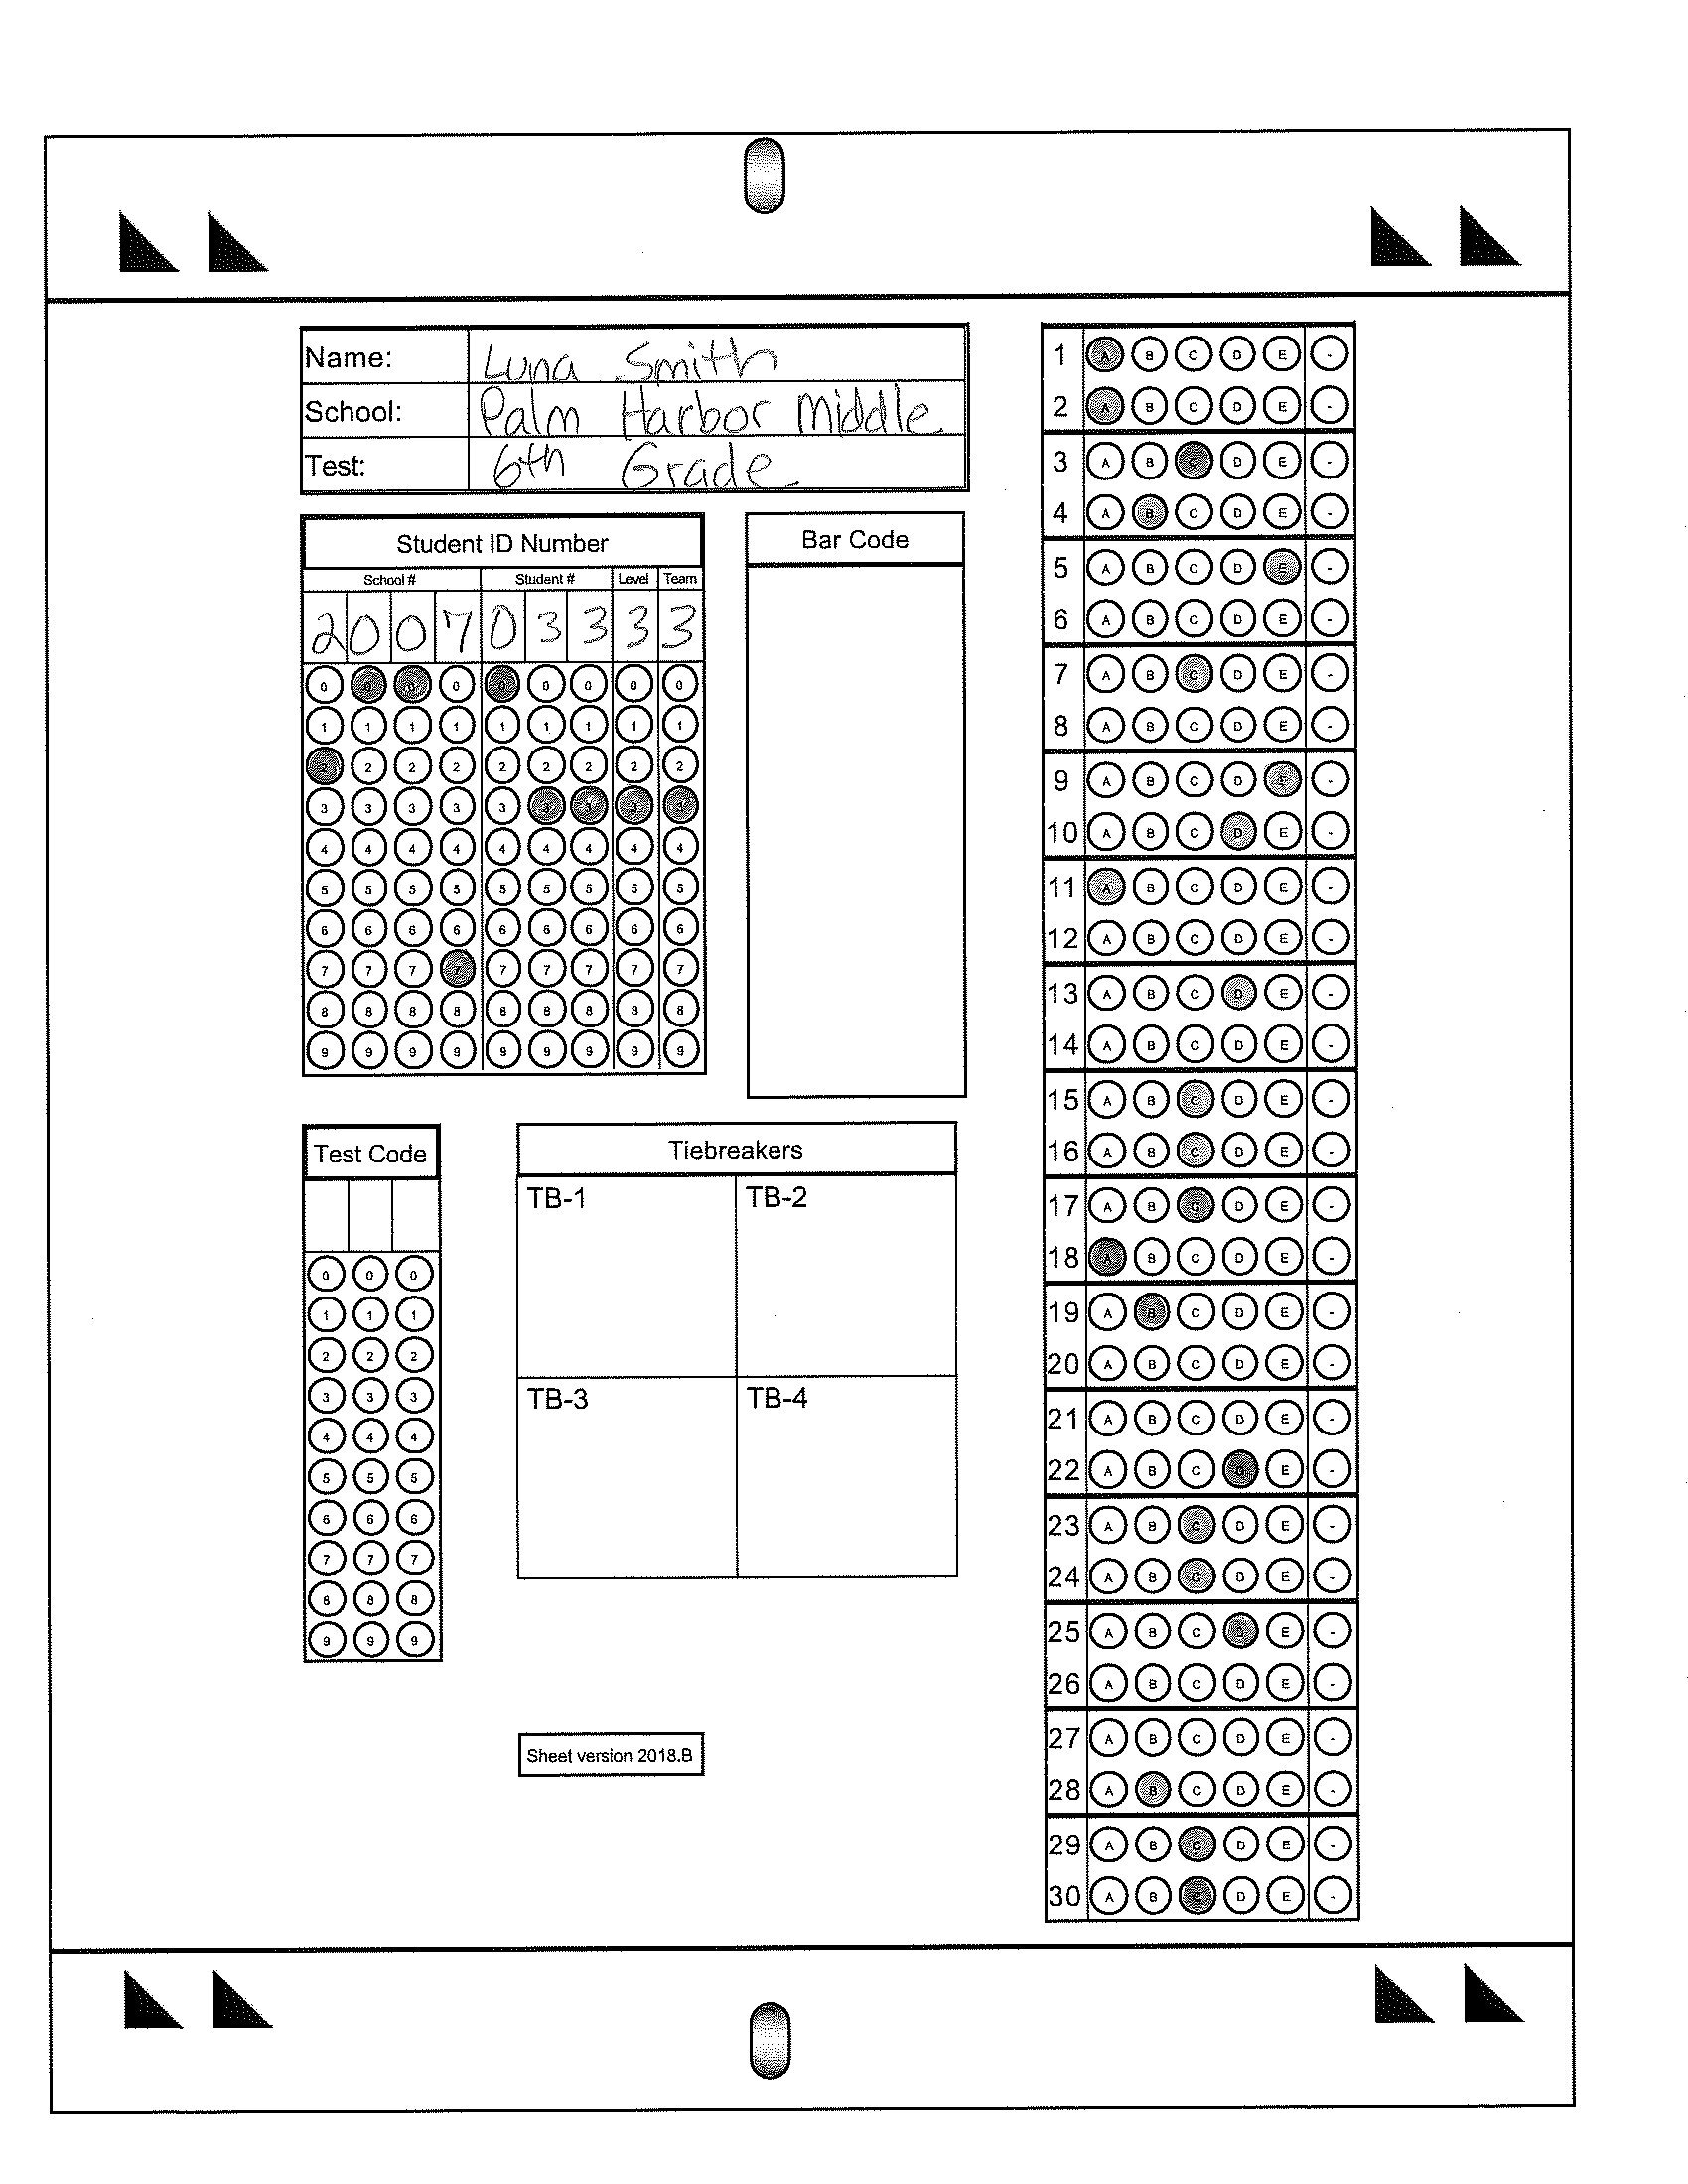 Name: Luna Smith
School: Palm Harbor Middle
Test: 6th Grade
Student ID Number
School # Student # Level Team
2 0 0 7 0 3 3 3 3
0 0 0 0 0 0 0 0 0
1 1 1 1 1 1 1 1 1
2 2 2 2 2 2 2 2 2
3 3 3 3 3 3 3 3 3
4 4 4 4 4 4 4 4 4
5 5 5 5 5 5 5 5 5
6 6 6 6 6 6 6 6 6
7 7 7 7 7 7 7 7 7
8 8 8 8 8 8 8 8 8
9 9 9 9 9 9 9 9 9
Bar Code
Test Code
0 0 0
1 1 1
2 2 2
3 3 3
4 4 4
5 5 5
6 6 6
7 7 7
8 8 8
9 9 9
Tiebreakers
TB-1 TB-2
TB-3 TB-4
Sheet version 2018.B
1 A B C D E -
2 A B C D E -
3 A B C D E -
4 A B C D E -
5 A B C D E -
6 A B C D E -
7 A B C D E -
8 A B C D E -
9 A B C D E -
10 A B C D E -
11 A B C D E -
12 A B C D E -
13 A B C D E -
14 A B C D E -
15 A B C D E -
16 A B C D E -
17 A B C D E -
18 A B C D E -
19 A B C D E -
20 A B C D E -
21 A B C D E -
22 A B C D E -
23 A B C D E -
24 A B C D E -
25 A B C D E -
26 A B C D E -
27 A B C D E -
28 A B C D E -
29 A B C D E -
30 A B C D E -